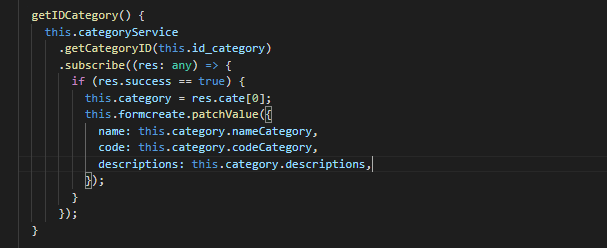 getIDCategory() {
this.categoryService
.getCategoryID(this.id_category)
.subscribe((res: any) => {
if (res.success == true) {
this.category = res.cate[0];
this.formcreate.patchValue({
name: this.category.nameCategory,
code: this.category.codeCategory,
descriptions: this.category.descriptions,
});
}
});
}